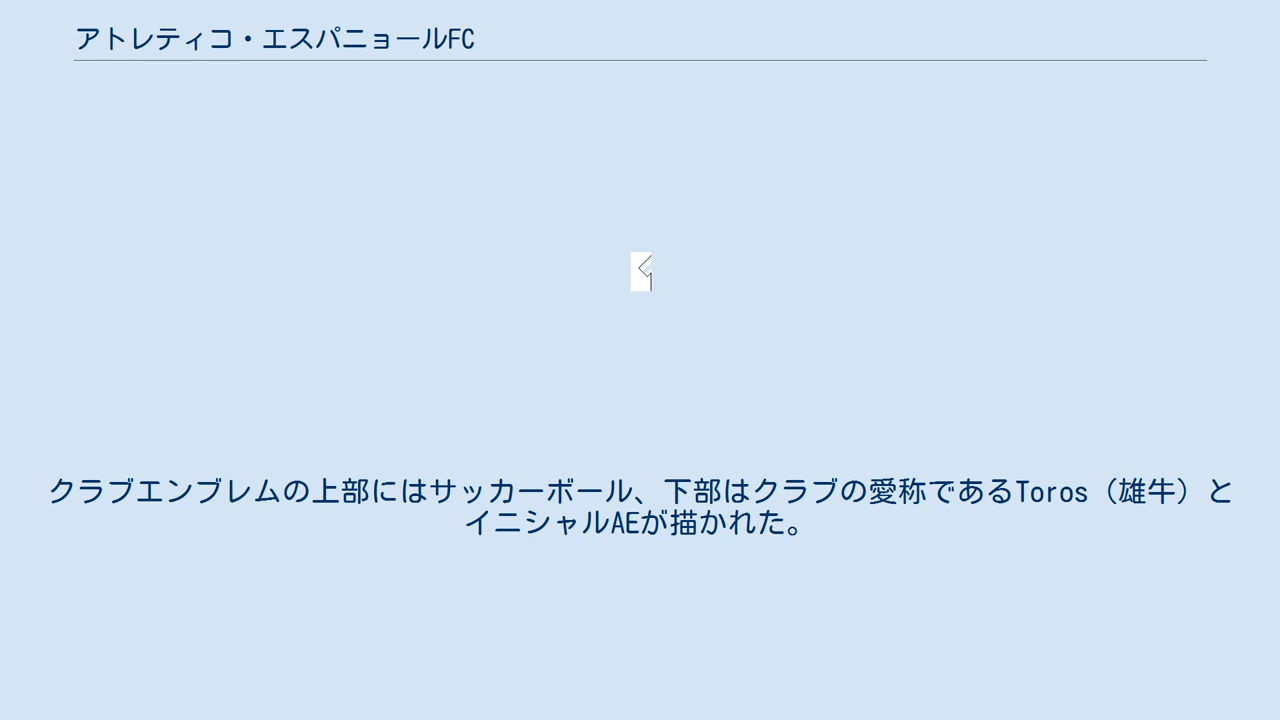 アトレティコ・エスパニョールFC
クラブエンブレムの上部にはサッカーボール、下部はクラブの愛称であるToros（雄牛）と
イニシャルAEが描かれた。